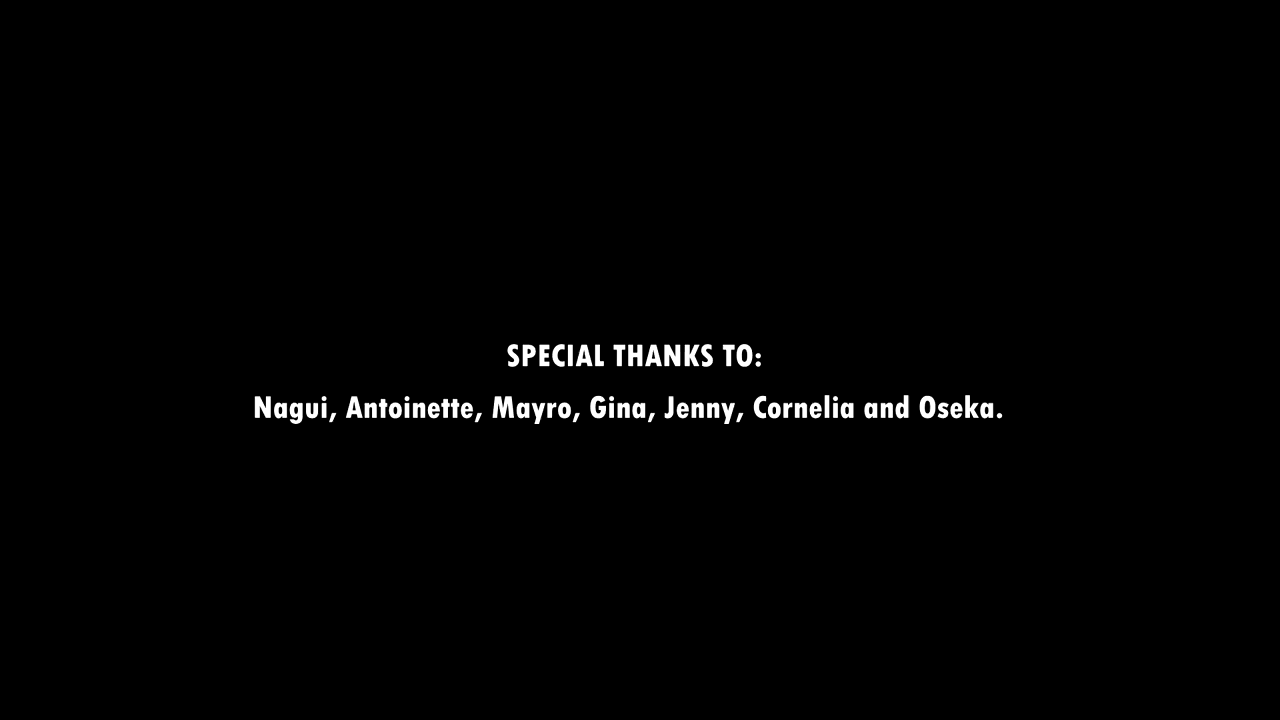 SPECIAL THANKS TO:
Nagui, Antoinette, Mayro, Gina, Jenny, Cornelia and Oseka.